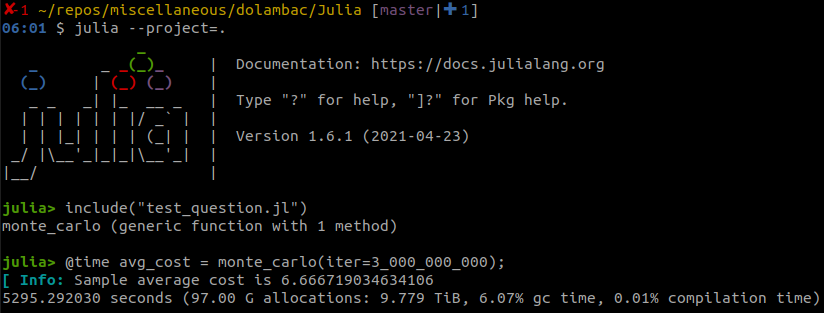 ✘-1 ~/repos/miscellaneous/dolambac/Julia [master|✚ 1]
06:01 $ julia --project=.
               _
   _       _ _(_)_     |  Documentation: https://docs.julialang.org
  (_)     | (_) (_)    |
   _ _   _| |_  __ _   |  Type "?" for help, "]?" for Pkg help.
  | | | | | | |/ _` |  |
  | | |_| | | | (_| |  |  Version 1.6.1 (2021-04-23)
 _/ |\__'_|_|_|\__'_|  |
|__/                   |
julia> include("test_question.jl")
monte_carlo (generic function with 1 method)
julia> @time avg_cost = monte_carlo(iter=3_000_000_000);
[ Info: Sample average cost is 6.666719034634106
5295.292030 seconds (97.00 G allocations: 9.779 TiB, 6.07% gc time, 0.01% compilation time)